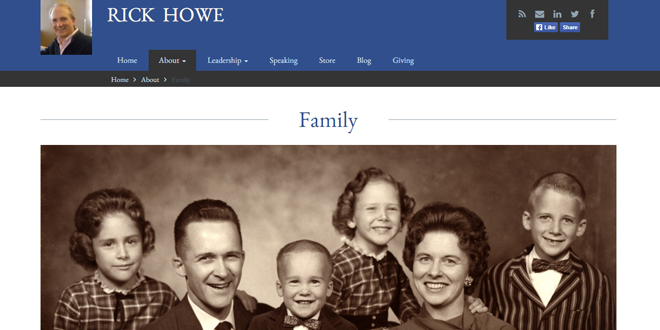 RICK HOWE
Like Share
Home About Leadership Speaking Store Blog Giving
Home > About > Family
Family